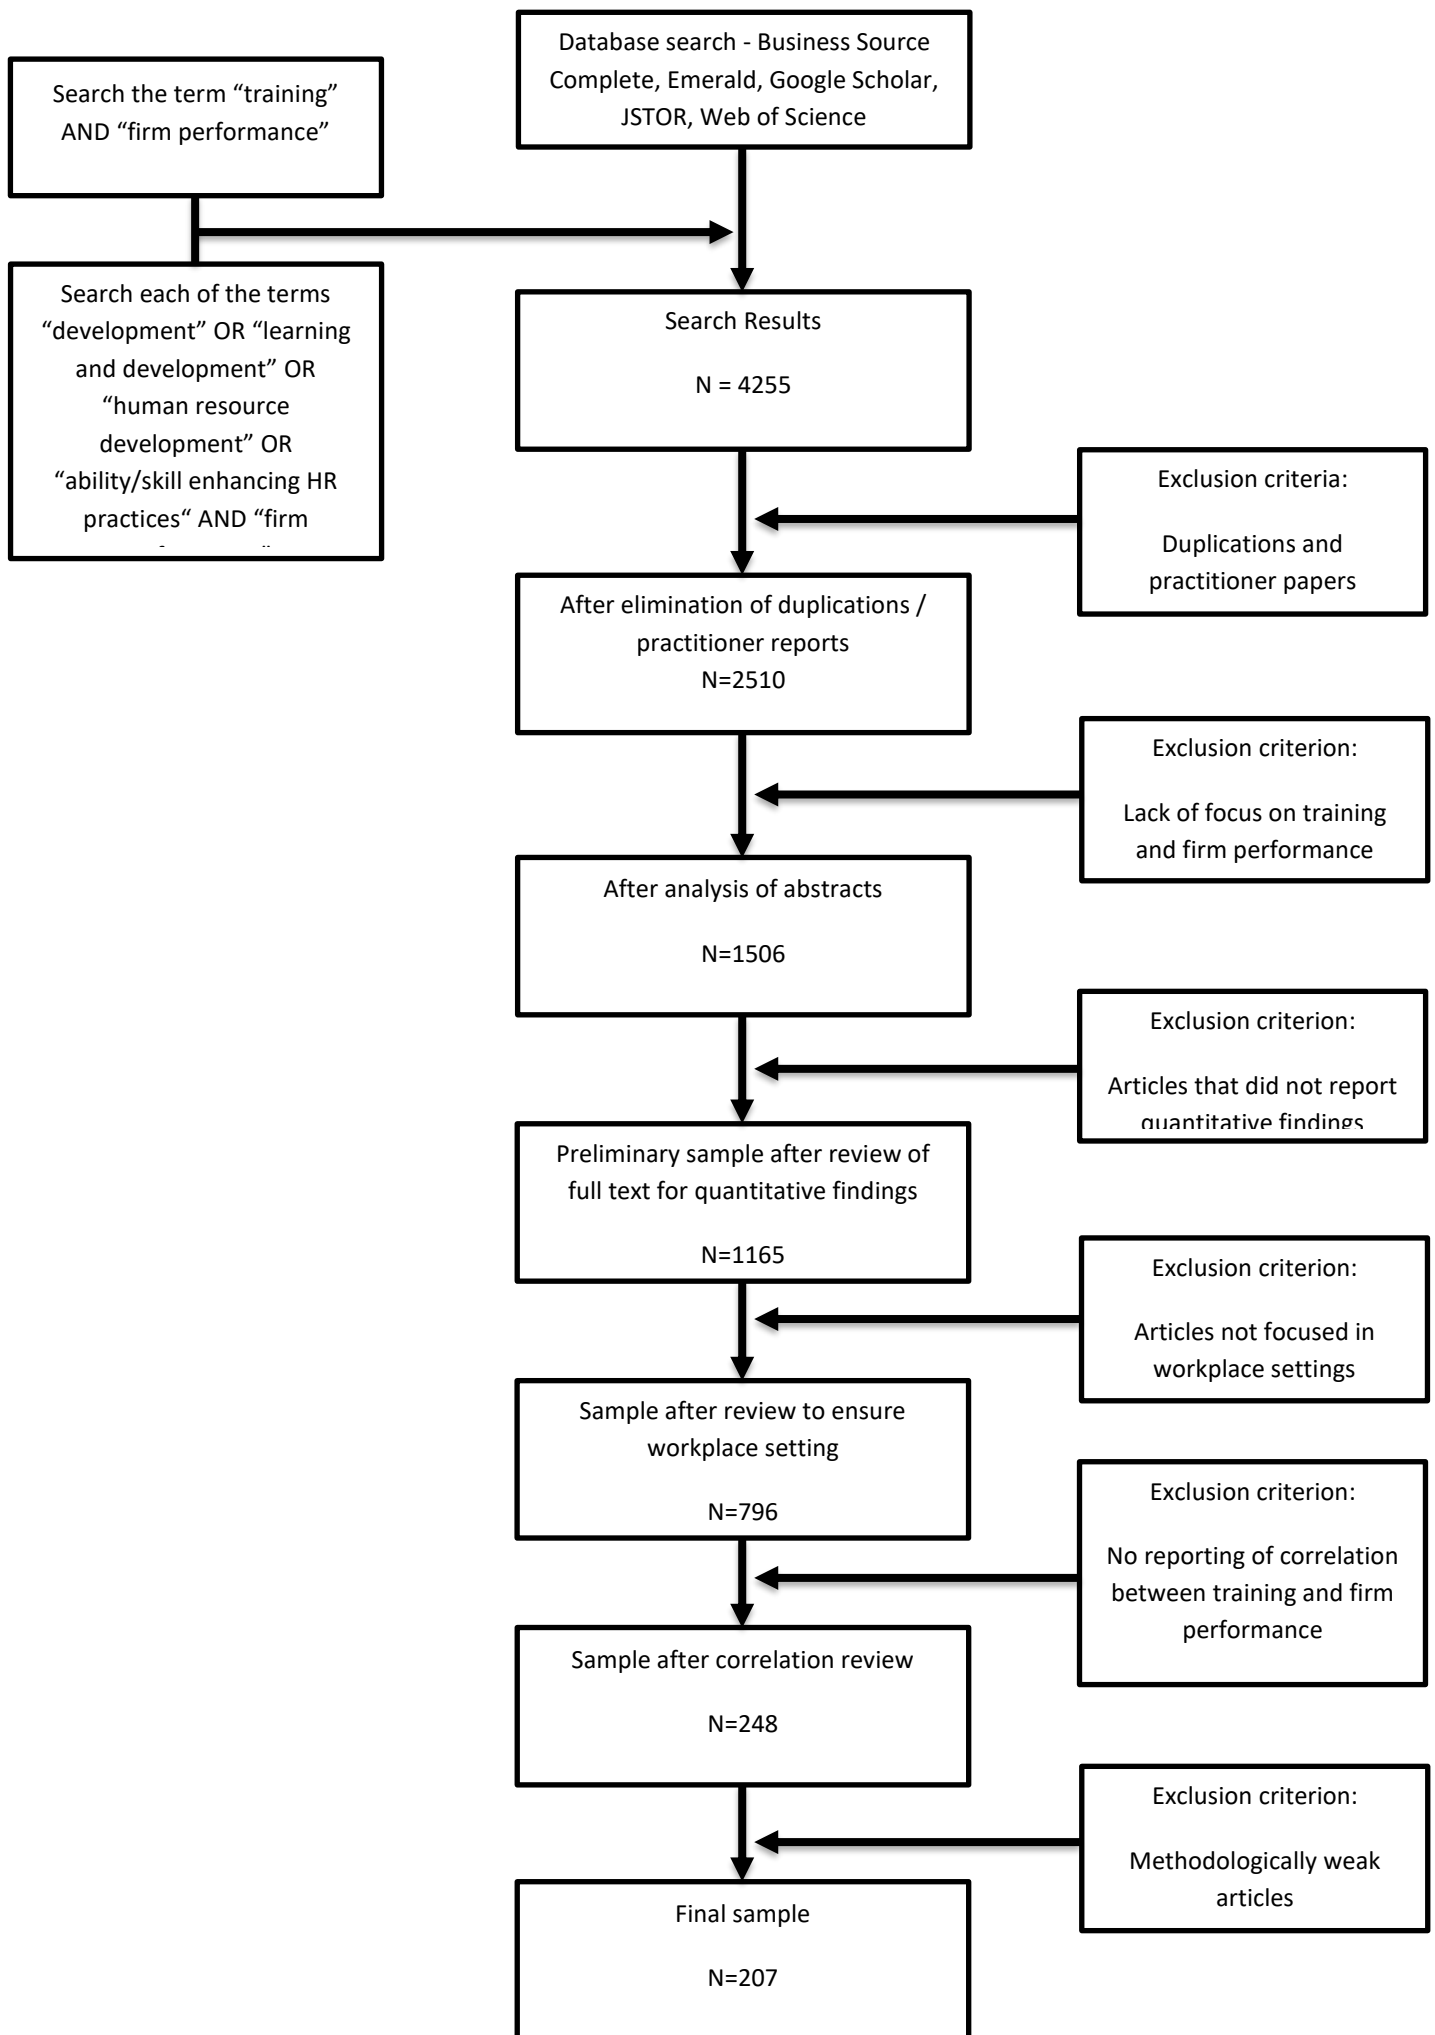 Database search - Business Source
Complete, Emerald, Google Scholar,
JSTOR, Web of Science
Search the term “training”
AND “firm performance”
Search each of the terms
“development” OR “learning
and development” OR
“human resource
development” OR
“ability/skill enhancing HR
practices“ AND “firm
Search Results
N = 4255
Exclusion criteria:
Duplications and
practitioner papers
After elimination of duplications /
practitioner reports
N=2510
Exclusion criterion:
Lack of focus on training
and firm performance
After analysis of abstracts
N=1506
Exclusion criterion:
Articles that did not report
quantitative findings
Preliminary sample after review of
full text for quantitative findings
N=1165
Exclusion criterion:
Articles not focused in
workplace settings
Sample after review to ensure
workplace setting
N=796
Exclusion criterion:
No reporting of correlation
between training and firm
performance
Sample after correlation review
N=248
Exclusion criterion:
Methodologically weak
articles
Final sample
N=207